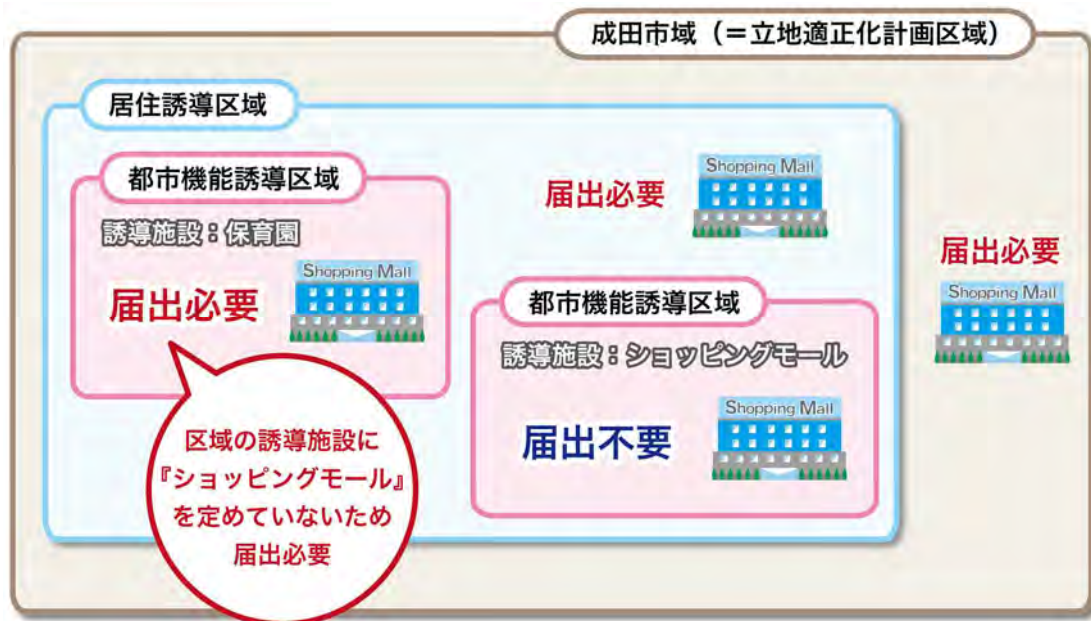 成田市域（＝立地適正化計画区域）
居住誘導区域
都市機能誘導区域
誘導施設：保育園
届出必要
Shopping Mall
区域の誘導施設に
『ショッピングモール』
を定めていないため
届出必要
届出必要
Shopping Mall
都市機能誘導区域
誘導施設：ショッピングモール
届出不要
Shopping Mall
届出必要
Shopping Mall